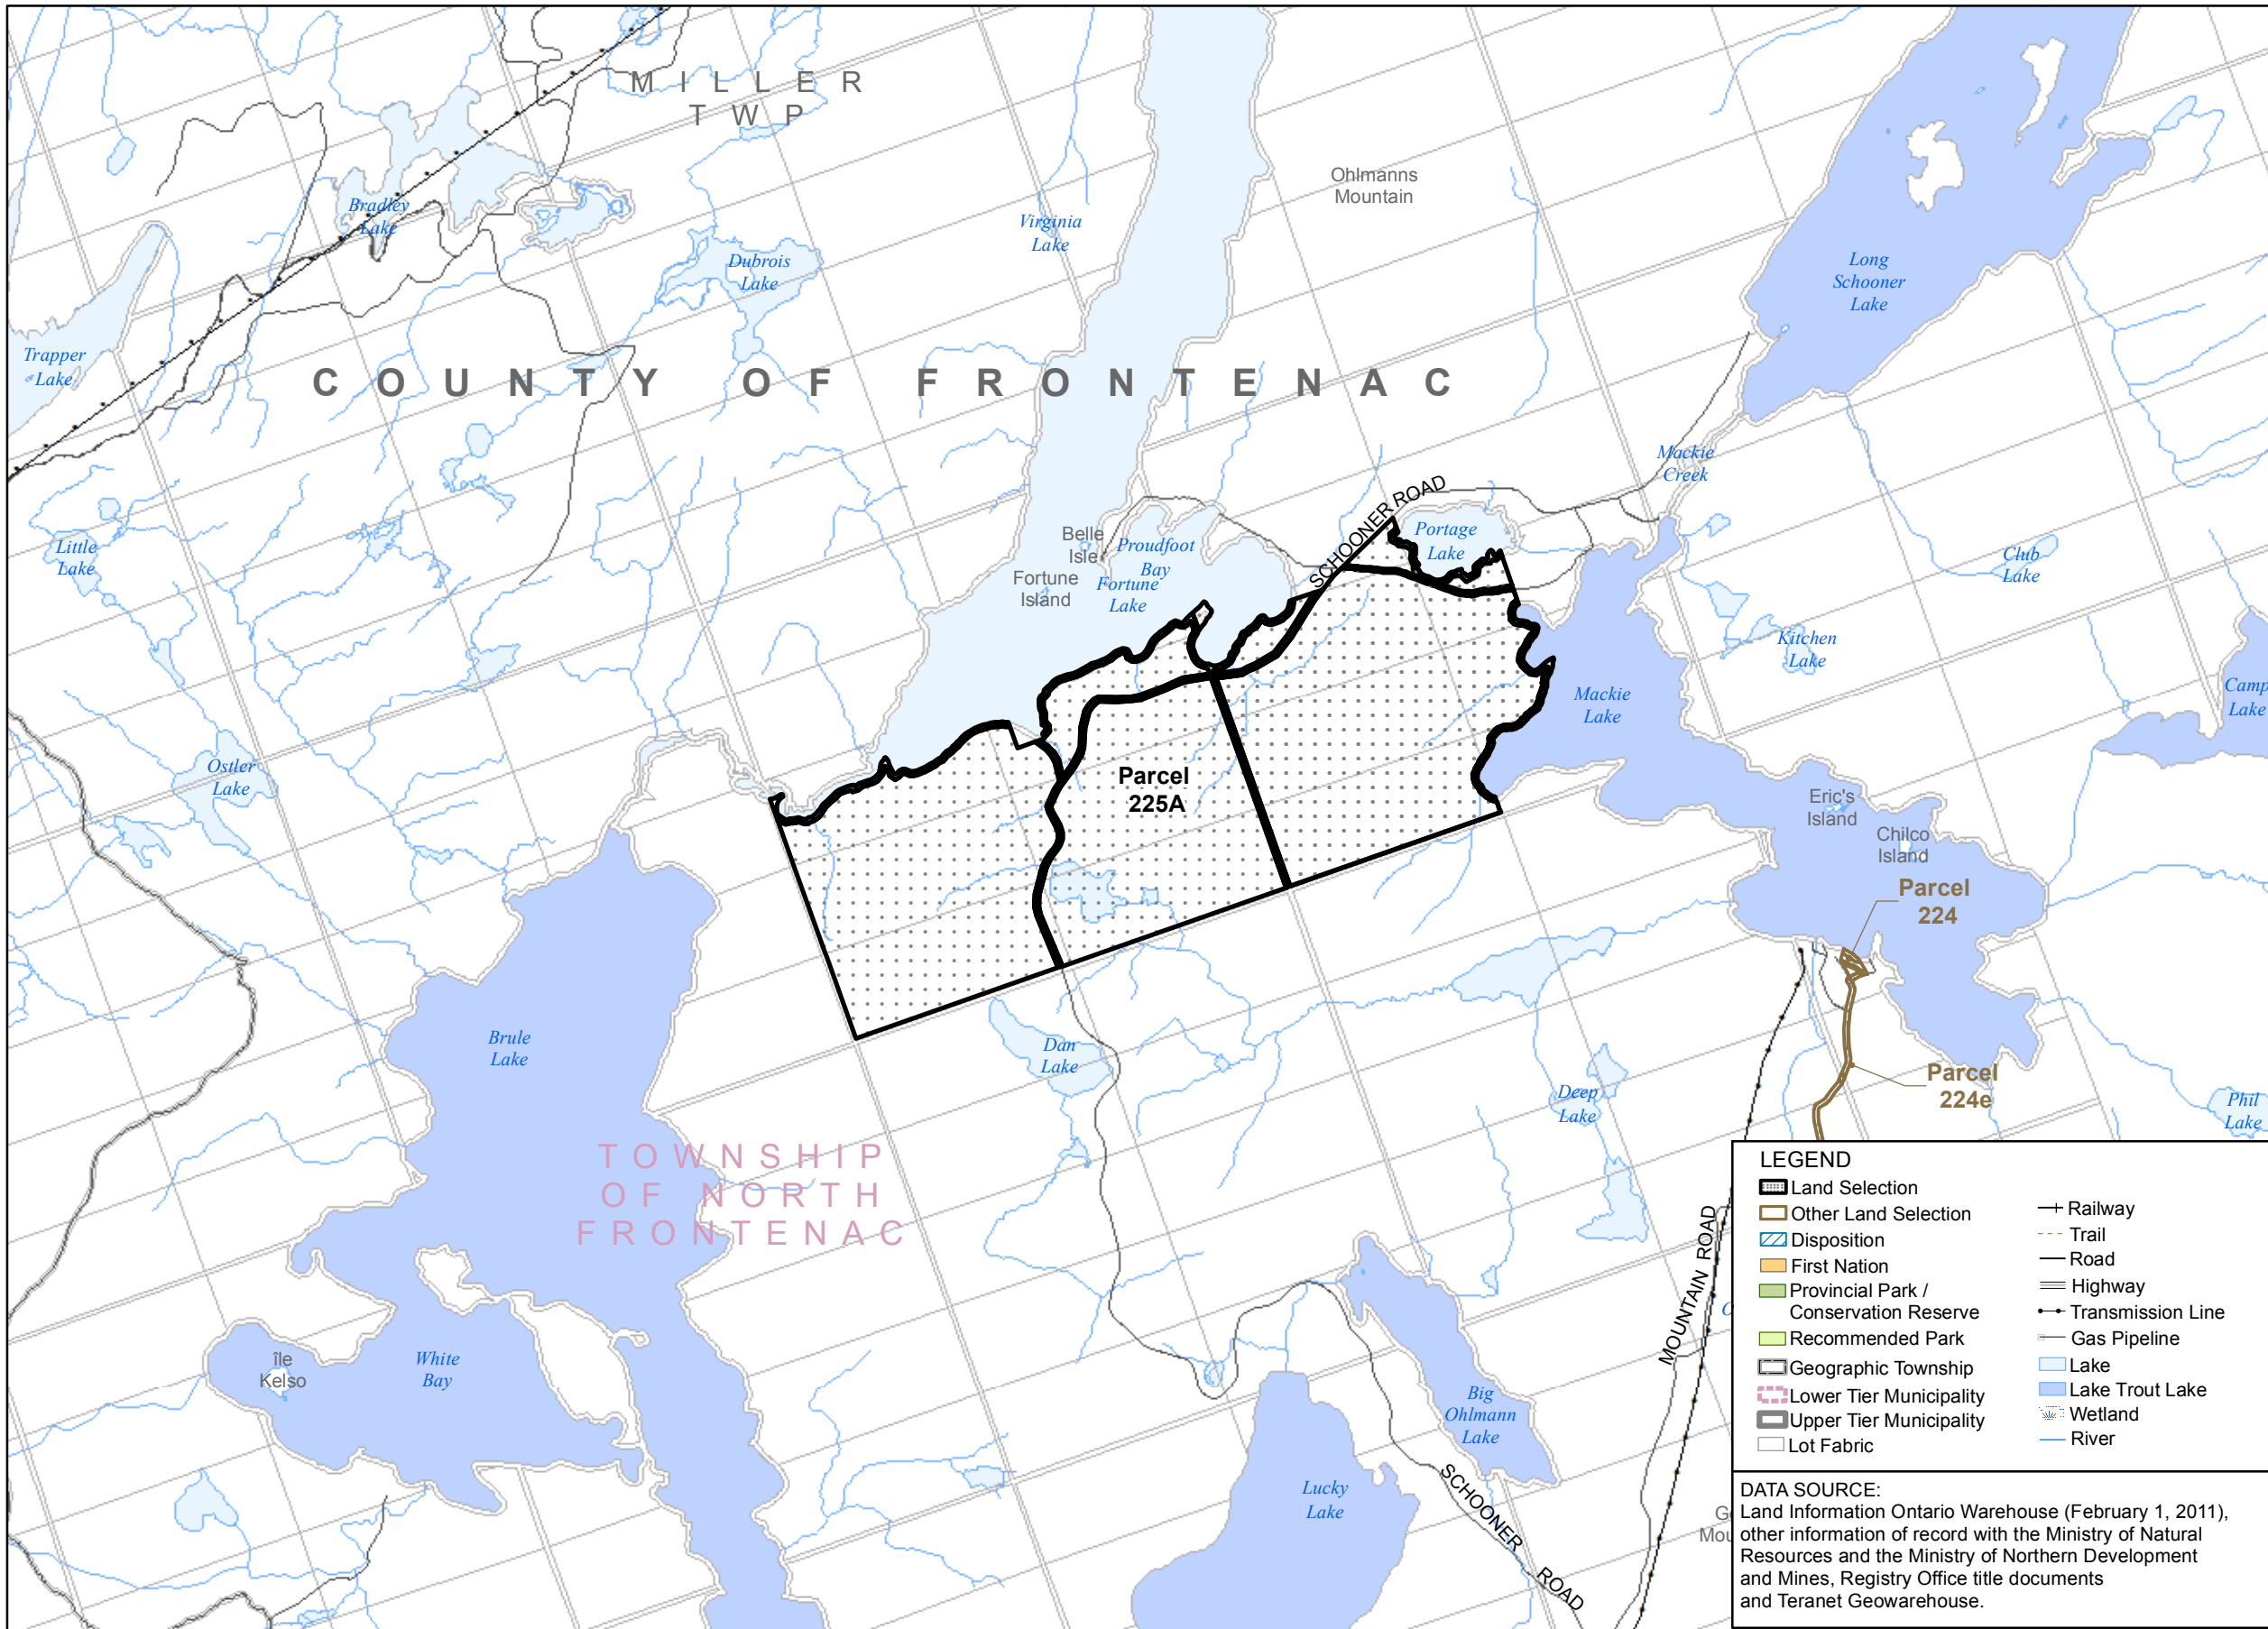 MILLER
TWP
Ohlmanns
Mountain
Bradley
Lake
Virginia
Lake
Dubrois
Lake
Long
Schooner
Lake
Trapper
Lake
COUNTY OF FRONTENAC
Mackie
Creek
SCHOONER ROAD
Portage
Lake
Belle
Isle
Proudfoot
Bay
Fortune
Island
Fortune
Lake
Little
Lake
Club
Lake
Kitchen
Lake
Mackie
Lake
Camp
Lake
Ostler
Lake
Parcel
225A
Eric's
Island
Chilco
Island
Parcel
224
Brule
Lake
Dan
Lake
Deep
Lake
Parcel
224e
Phil
Lake
TOWNSHIP
OF NORTH
FRONTENAC
MOUNTAIN ROAD
île
Kelso
White
Bay
Big
Ohlmann
Lake
Lucky
Lake
SCHOONER ROAD
LEGEND
Land Selection
Other Land Selection
Disposition
First Nation
Provincial Park /
Conservation Reserve
Recommended Park
Geographic Township
Lower Tier Municipality
Upper Tier Municipality
Lot Fabric
Railway
Trail
Road
Highway
Transmission Line
Gas Pipeline
Lake
Lake Trout Lake
Wetland
River
DATA SOURCE:
Land Information Ontario Warehouse (February 1, 2011),
other information of record with the Ministry of Natural
Resources and the Ministry of Northern Development
and Mines, Registry Office title documents
and Teranet Geowarehouse.